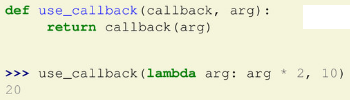 def use_callback(callback, arg):
    return callback(arg)
>>> use_callback(lambda arg: arg * 2, 10)
20